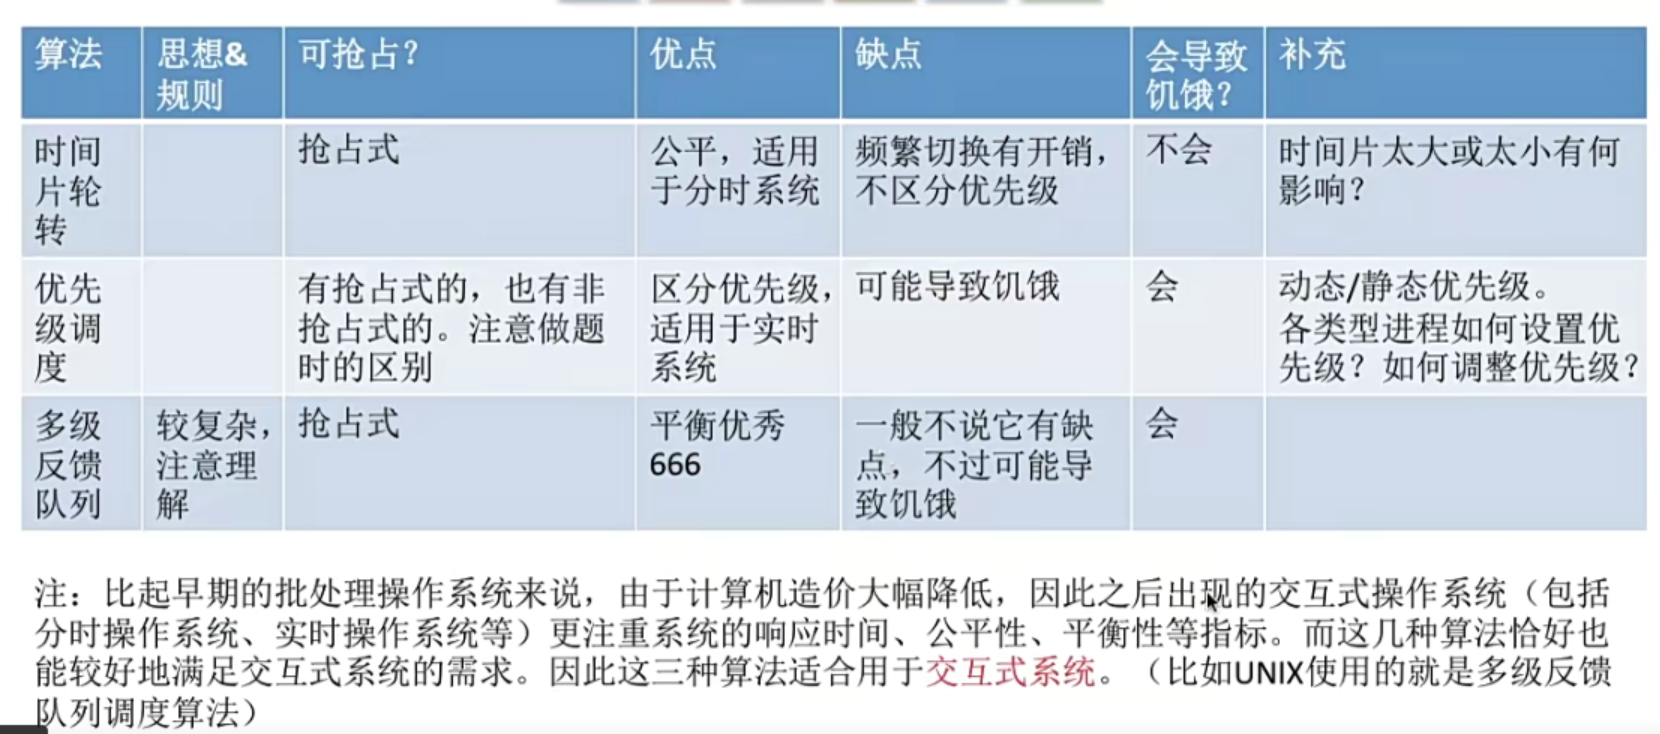 算法
思想&
规则
可抢占？
优点
缺点
会导致
饥饿？
补充
时间
片轮
转
抢占式
公平，适用
于分时系统
频繁切换有开销，
不区分优先级
不会
时间片太大或太小有何
影响？
优先
级调
度
有抢占式的，也有非
抢占式的。注意做题
时的区别
区分优先级，
适用于实时
系统
可能导致饥饿
会
动态/静态优先级。
各类型进程如何设置优
先级？如何调整优先级？
多级
反馈
队列
较复杂，
注意理
解
抢占式
平衡优秀
666
一般不说它有缺
点，不过可能导
致饥饿
会
注：比起早期的批处理操作系统来说，由于计算机造价大幅降低，因此之后出现的交互式操作系统（包括
分时操作系统、实时操作系统等）更注重系统的响应时间、公平性、平衡性等指标。而这几种算法恰好也
能较好地满足交互式系统的需求。因此这三种算法适合用于交互式系统。（比如UNIX使用的就是多级反馈
队列调度算法）